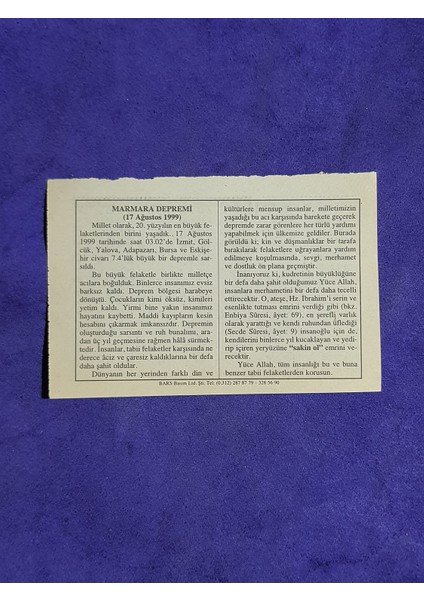 MARMARA DEPREMİ
(17 Ağustos 1999)
Millet olarak, 20. yüzyılın en büyük fe-
laketlerinden birini yaşadık. 17 Ağustos
1999 tarihinde saat 03.02'de İzmit, Göl-
cük, Yalova, Adapazarı, Bursa ve Eskişe-
hir civarı 7.4'lük büyük bir depremle sar-
sıldı.
Bu büyük felaketle birlikte milletçe
acılara boğulduk. Binlerce insanımız evsiz
barksız kaldı. Deprem bölgesi harabeye
dönüştü. Çocukların kimi öksüz, kimileri
yetim kaldı. Yirmi bine yakın insanımız
hayatını kaybetti. Maddi kayıpların kesin
hesabını çıkarmak imkansızdır. Depremin
oluşturduğu sarsıntı ve ruh bunalımı, ara-
dan üç yıl geçmesine rağmen hâlâ sürmek-
tedir. İnsanlar, tabii felaketler karşısında ne
derece âciz ve çaresiz kaldıklarına bir defa
daha şahit oldular.
Dünyanın her yerinden farklı din ve
kültürlere mensup insanlar, milletimizin
yaşadığı bu acı karşısında harekete geçerek
depremde zarar görenlere her türlü yardımı
yapabilmek için ülkemize geldiler. Burada
görüldü ki; kin ve düşmanlıklar bir tarafa
bırakılarak felaketlere uğrayanlara yardım
edilmeye koşulmasında, sevgi, merhamet
ve dostluk ön plana geçmiştir.
İnanıyoruz ki, kudretinin büyüklüğüne
bir defa daha şahit olduğumuz Yüce Allah,
insanlara merhametini bir defa daha tecelli
ettirecektir. O, ateşe, Hz. İbrahim'i serin ve
esenlikte tutması emrini verdiği gibi (bkz.
Enbiya Sûresi, âyet: 69), en şerefli varlık
olarak yarattığı ve kendi ruhundan üflediği
(Secde Sûresi, âyet: 9) insanoğlu için de,
kendilerini binlerce yıl kucaklayan ve yedi-
rip içiren yeryüzüne "sakin ol" emrini ve-
recektir.
Yüce Allah, tüm insanlığı bu ve buna
benzer tabii felaketlerden korusun.
BARS Basım Ltd. Şti. Tel: (0.312) 287 87 79 - 328 56 90